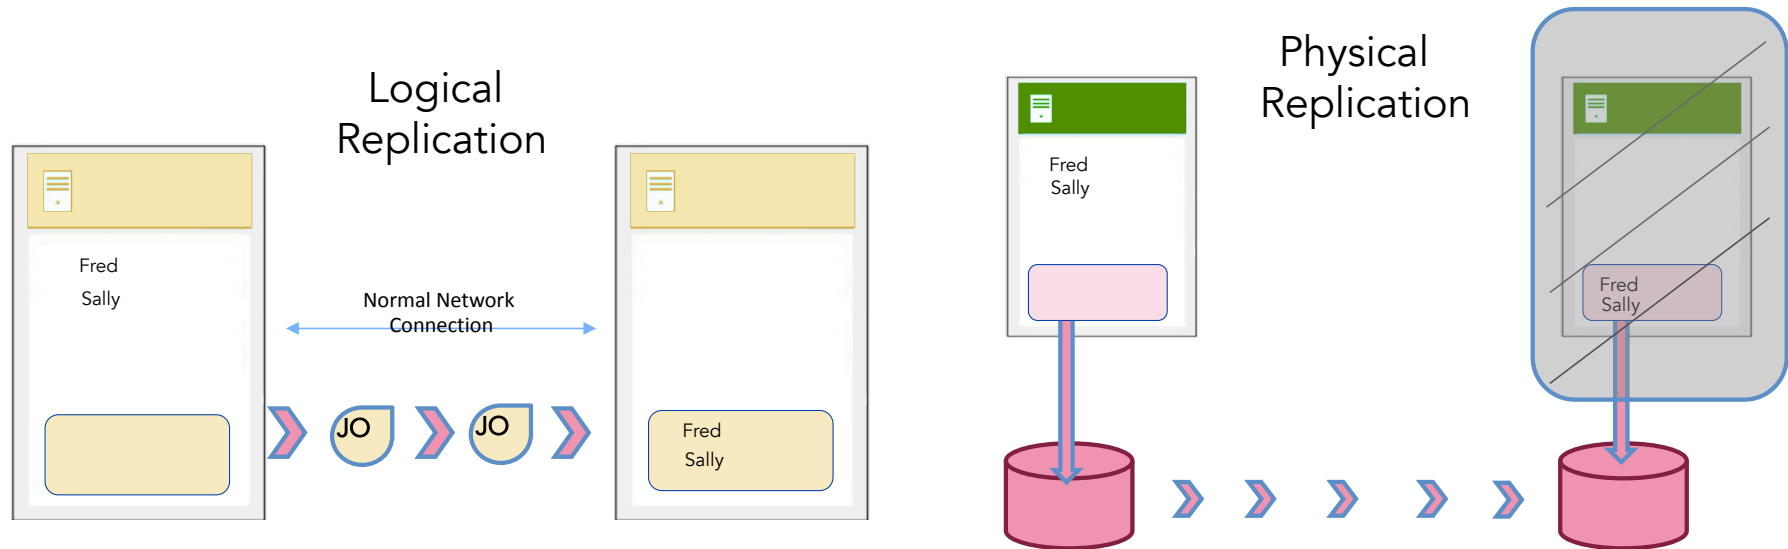 Logical
Replication
Fred
Sally
Normal Network
Connection
JO
JO
Fred
Sally
Physical
Replication
Fred
Sally
Fred
Sally